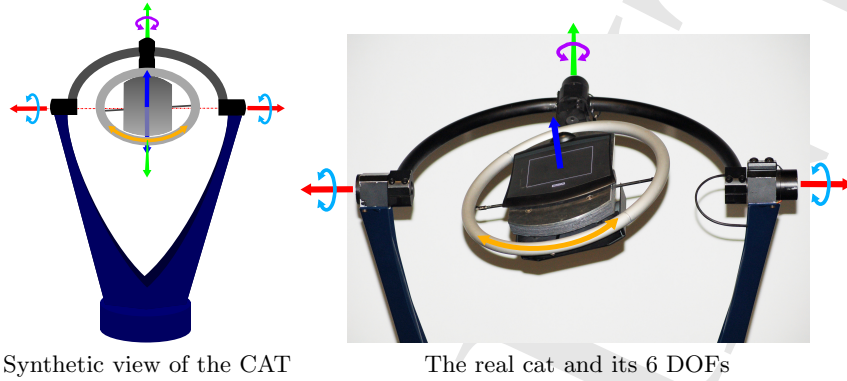 Synthetic view of the CAT
The real cat and its 6 DOFs